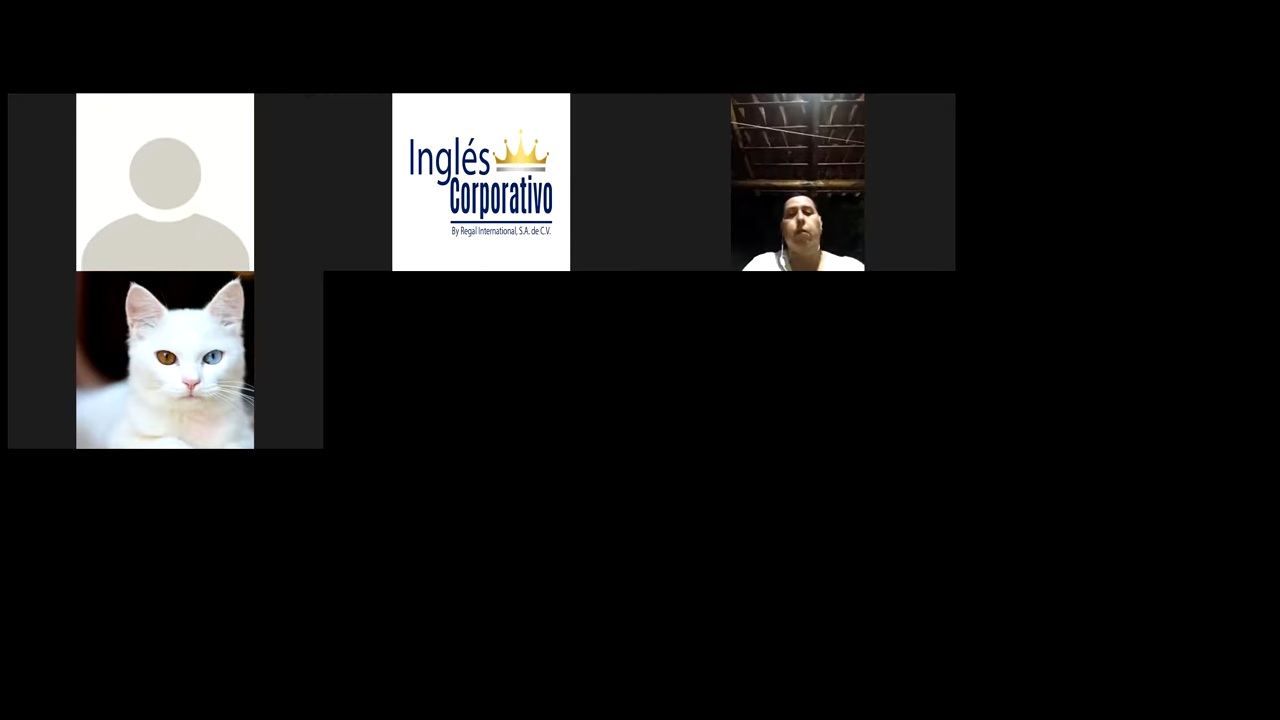 Inglés
Corporativo
By Regal International, S.A. de C.V.